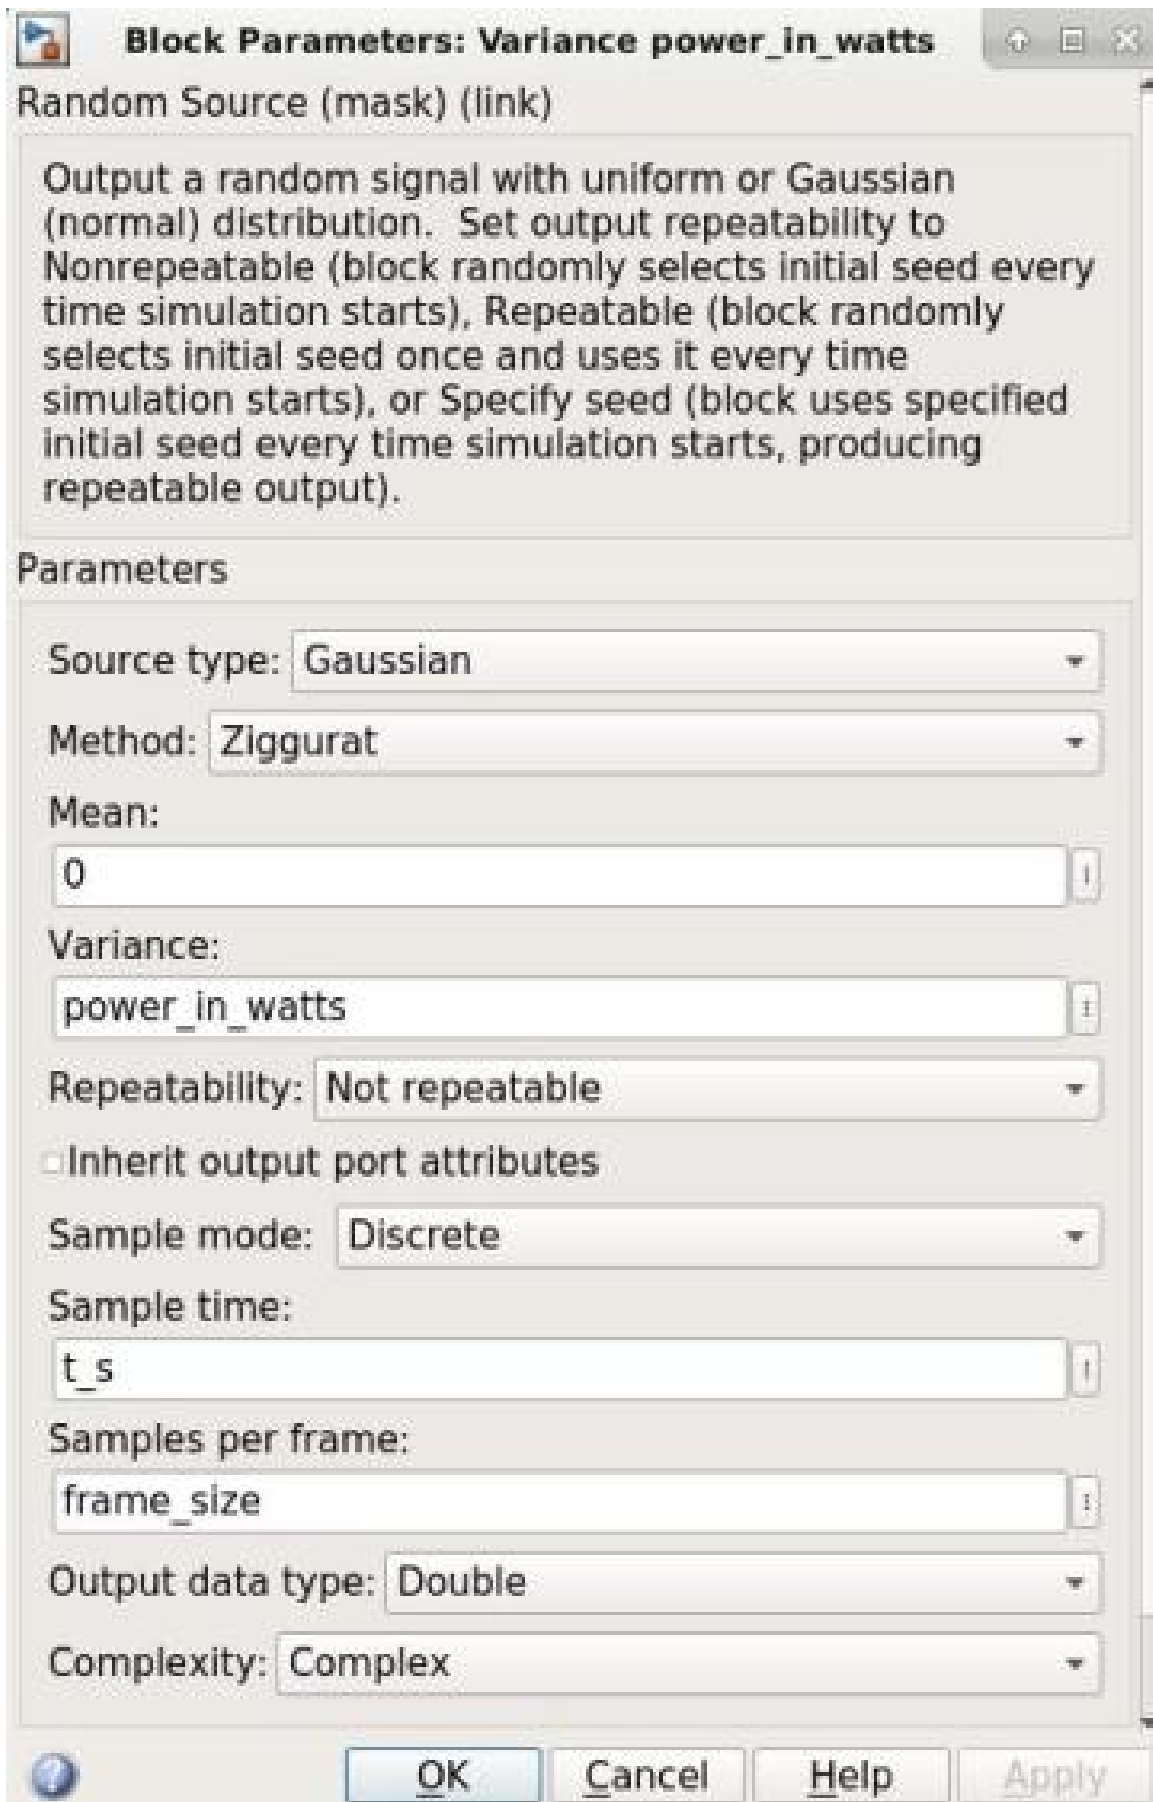 Block Parameters: Variance power_in_watts
Random Source (mask) (link)
Output a random signal with uniform or Gaussian
(normal) distribution.  Set output repeatability to
Nonrepeatable (block randomly selects initial seed every
time simulation starts), Repeatable (block randomly
selects initial seed once and uses it every time
simulation starts), or Specify seed (block uses specified
initial seed every time simulation starts, producing
repeatable output).
Parameters
Source type: Gaussian
Method: Ziggurat
Mean:
0
Variance:
power_in_watts
Repeatability: Not repeatable
Inherit output port attributes
Sample mode: Discrete
Sample time:
t_s
Samples per frame:
frame_size
Output data type: Double
Complexity: Complex
OK Cancel Help Apply